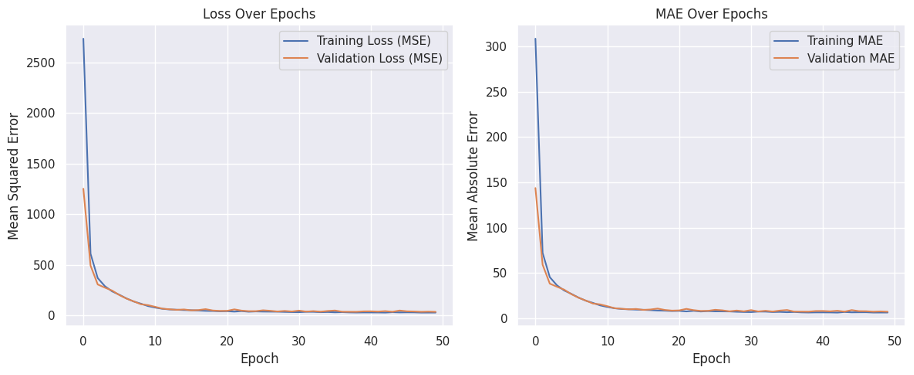 Loss Over Epochs
Training Loss (MSE)
Validation Loss (MSE)
Mean Squared Error
2500
2000
1500
1000
500
0
0 10 20 30 40 50
Epoch
MAE Over Epochs
Training MAE
Validation MAE
Mean Absolute Error
300
250
200
150
100
50
0
0 10 20 30 40 50
Epoch